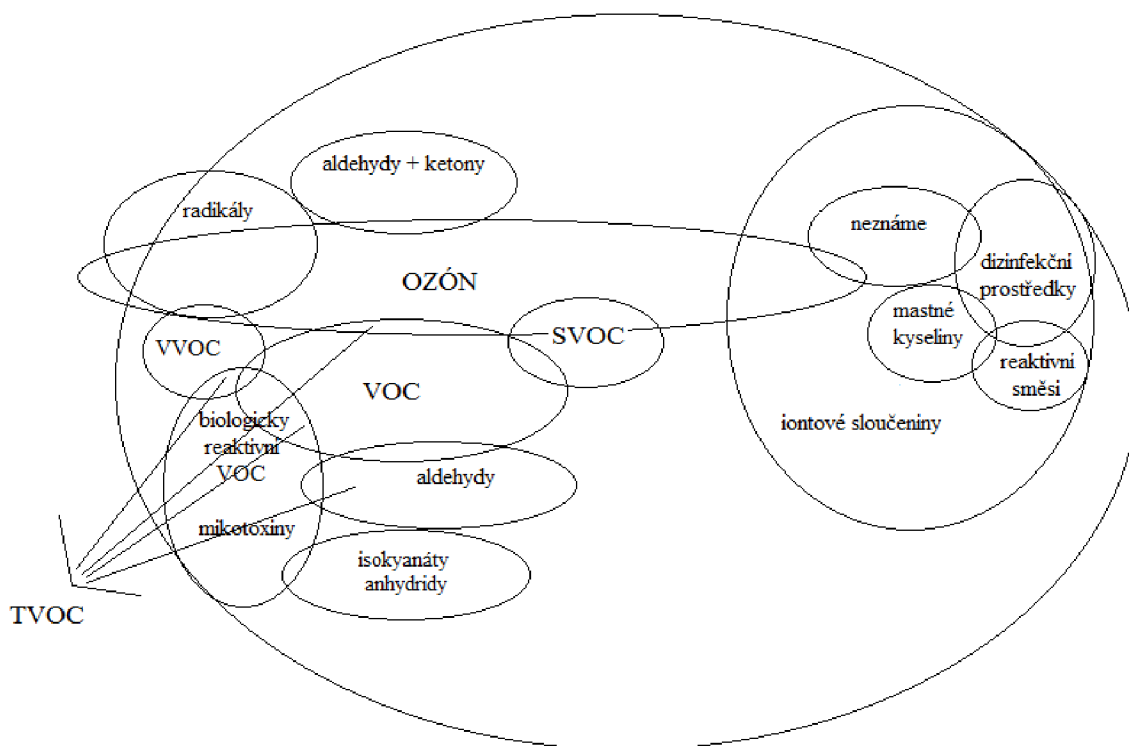 aldehydy + ketony
radikály
neznáme
OZÓN
dizinfekční
prostředky
mastné
kyseliny
SVOC
VVOC
reaktivní
směsi
VOC
biologicky
reaktivní
VOC
iontové sloučeniny
aldehydy
mikotoxiny
isokyanáty
anhydridy
TVOC